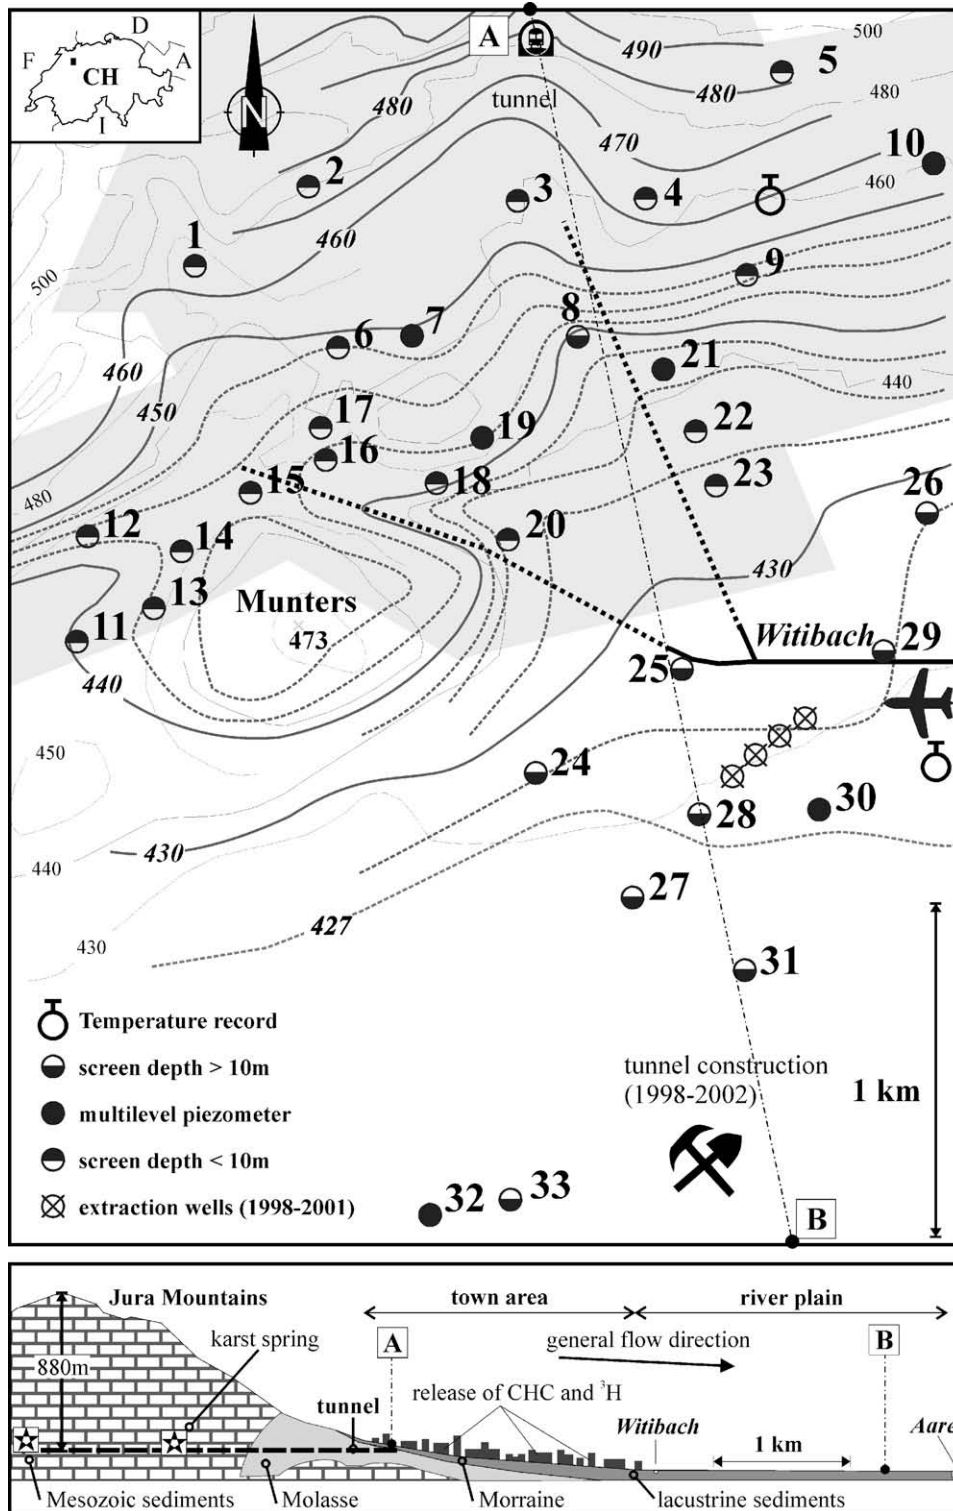 D
F
A
CH
I
N
A
tunnel
490
500
480
5
480
480
470
10
460
2
3
4
460
1
9
500
8
6
7
21
460
450
440
17
19
22
16
480
15
18
23
26
12
20
14
430
13
Munters
473
11
Witibach
29
25
440
450
24
30
28
430
440
27
430
427
31
Temperature record
screen depth > 10m
multilevel piezometer
screen depth < 10m
extraction wells (1998-2001)
tunnel construction
(1998-2002)
1 km
32
33
B
Jura Mountains
town area
river plain
karst spring
A
general flow direction
B
880m
release of CHC and ³H
tunnel
Witibach
1 km
Aare
Mesozoic sediments
Molasse
Morraine
lacustrine sediments